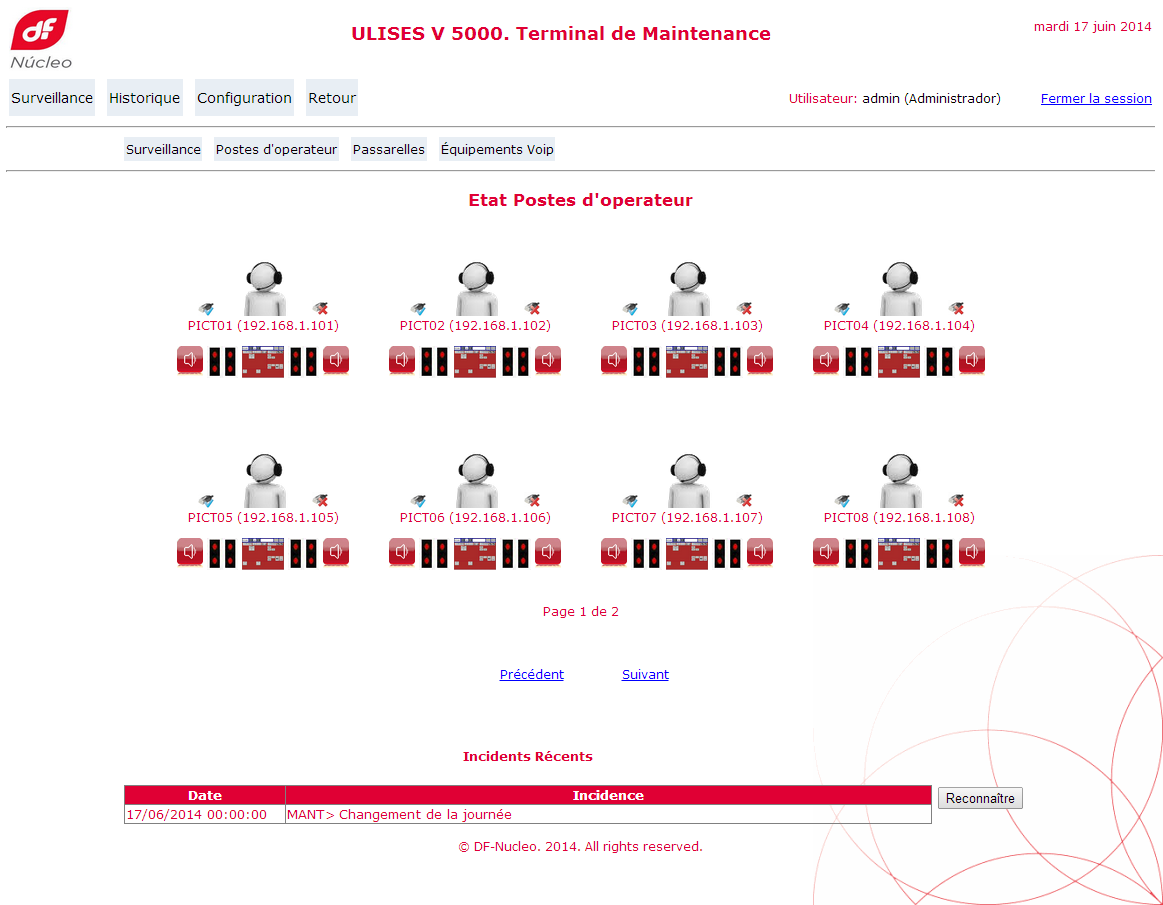 df
Núcleo
ULISES V 5000. Terminal de Maintenance
mardi 17 juin 2014
Surveillance Historique Configuration Retour
Utilisateur: admin (Administrador) Fermer la session
Surveillance Postes d'operateur Passarelles Équipements Voip
Etat Postes d'operateur
PICT01 (192.168.1.101) PICT02 (192.168.1.102) PICT03 (192.168.1.103) PICT04 (192.168.1.104)
PICT05 (192.168.1.105) PICT06 (192.168.1.106) PICT07 (192.168.1.107) PICT08 (192.168.1.108)
Page 1 de 2
Précédent Suivant
Incidents Récents
Date Incidence
Reconnaître
17/06/2014 00:00:00 MANT> Changement de la journée
© DF-Nucleo. 2014. All rights reserved.